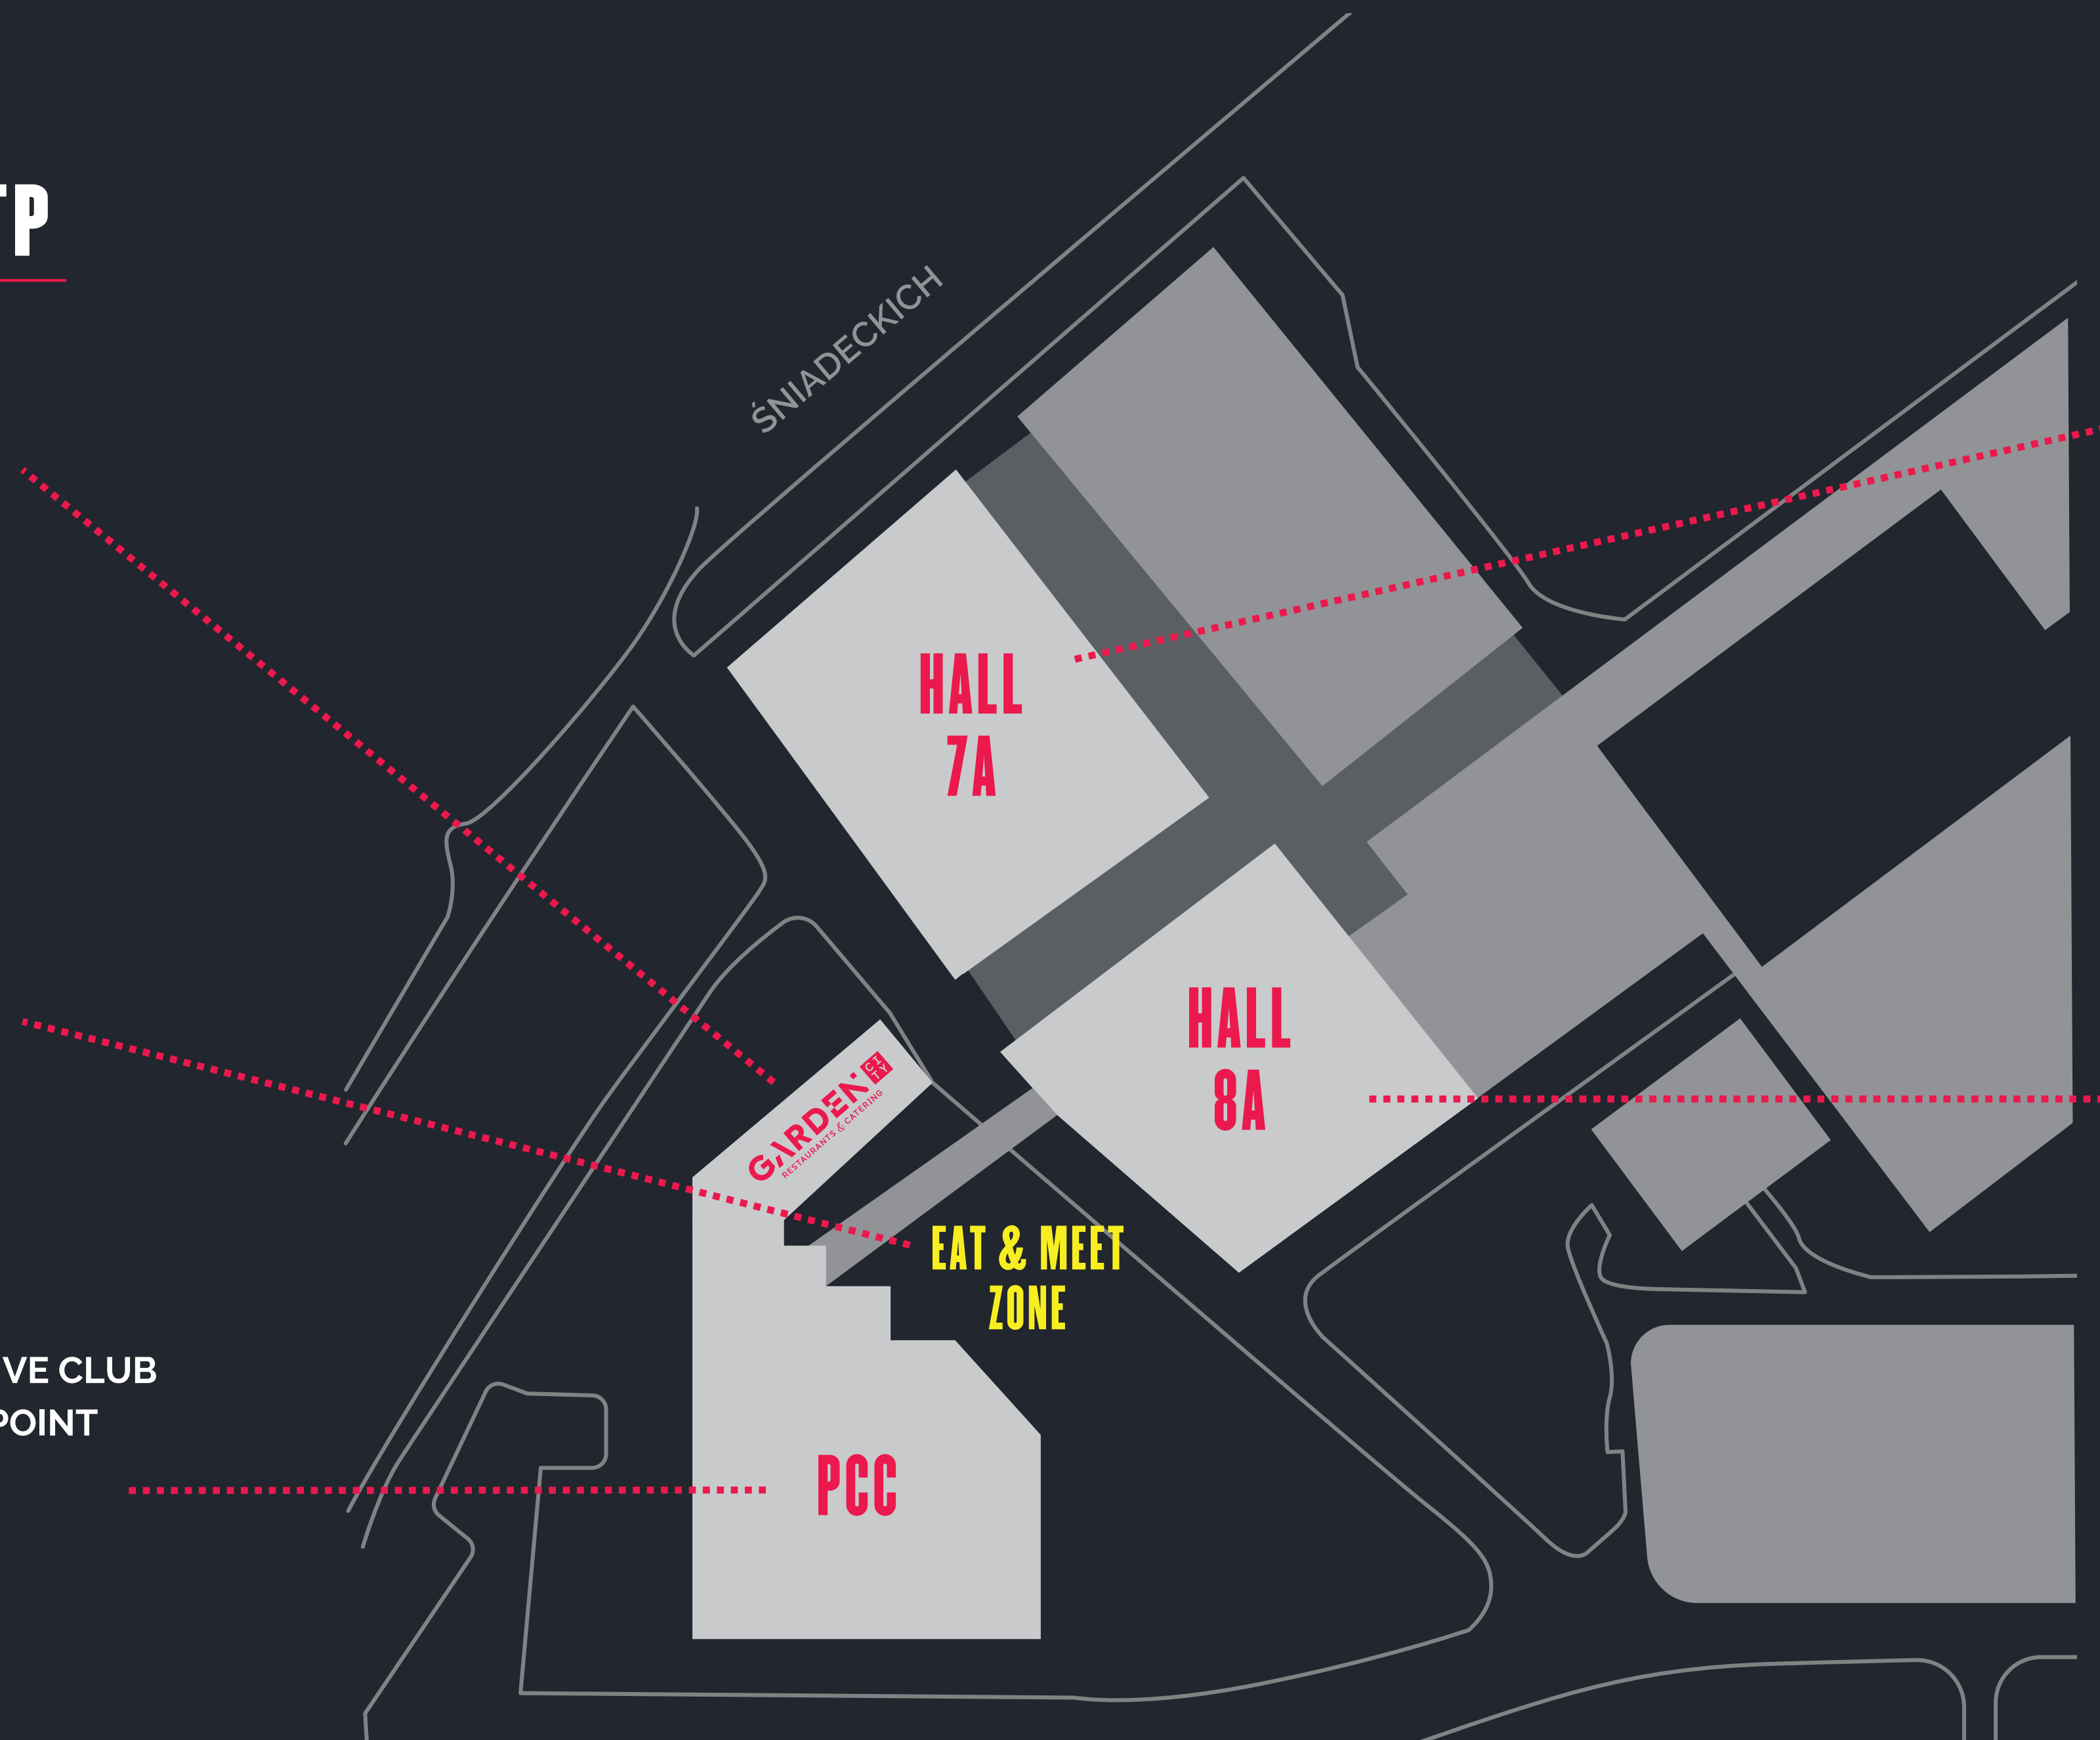 TP
ŚNIADECKICH
HALL
7A
HALL
8A
GARDEN
CITY
RESTAURANTS & CATERING
EAT & MEET
ZONE
VE CLUB
POINT
PCC